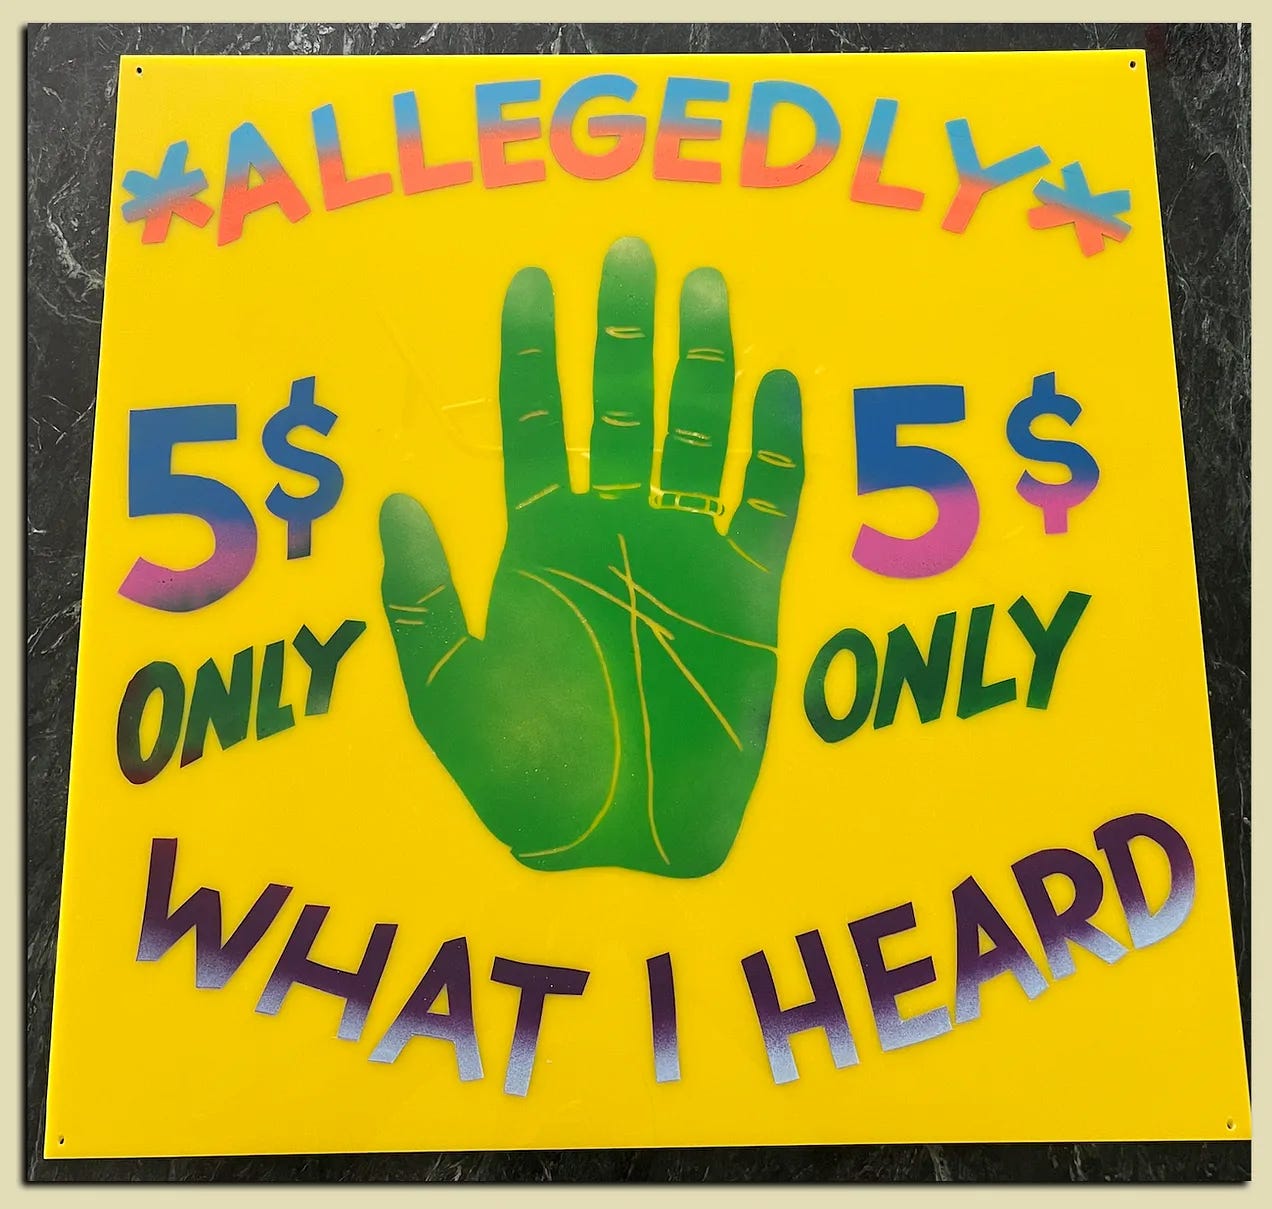 *ALLEGEDLY*
5$ 5$
ONLY ONLY
WHAT I HEARD